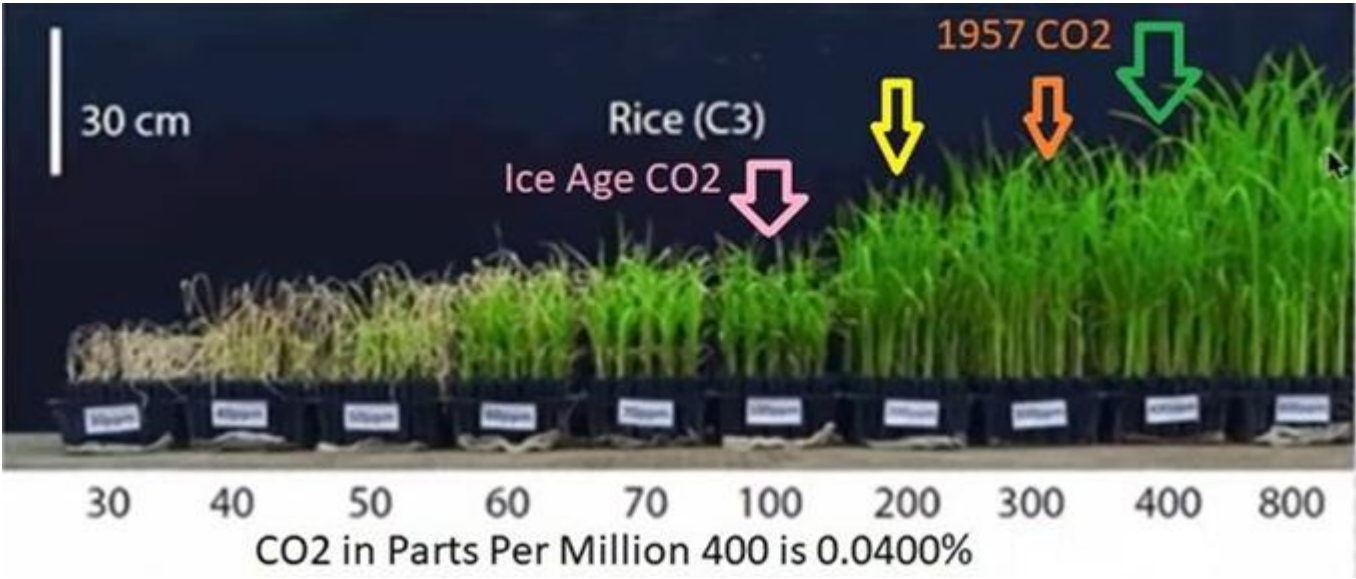 1957 CO2
30 cm
Rice (C3)
Ice Age CO2
30 40 50 60 70 100 200 300 400 800
CO2 in Parts Per Million 400 is 0.0400%